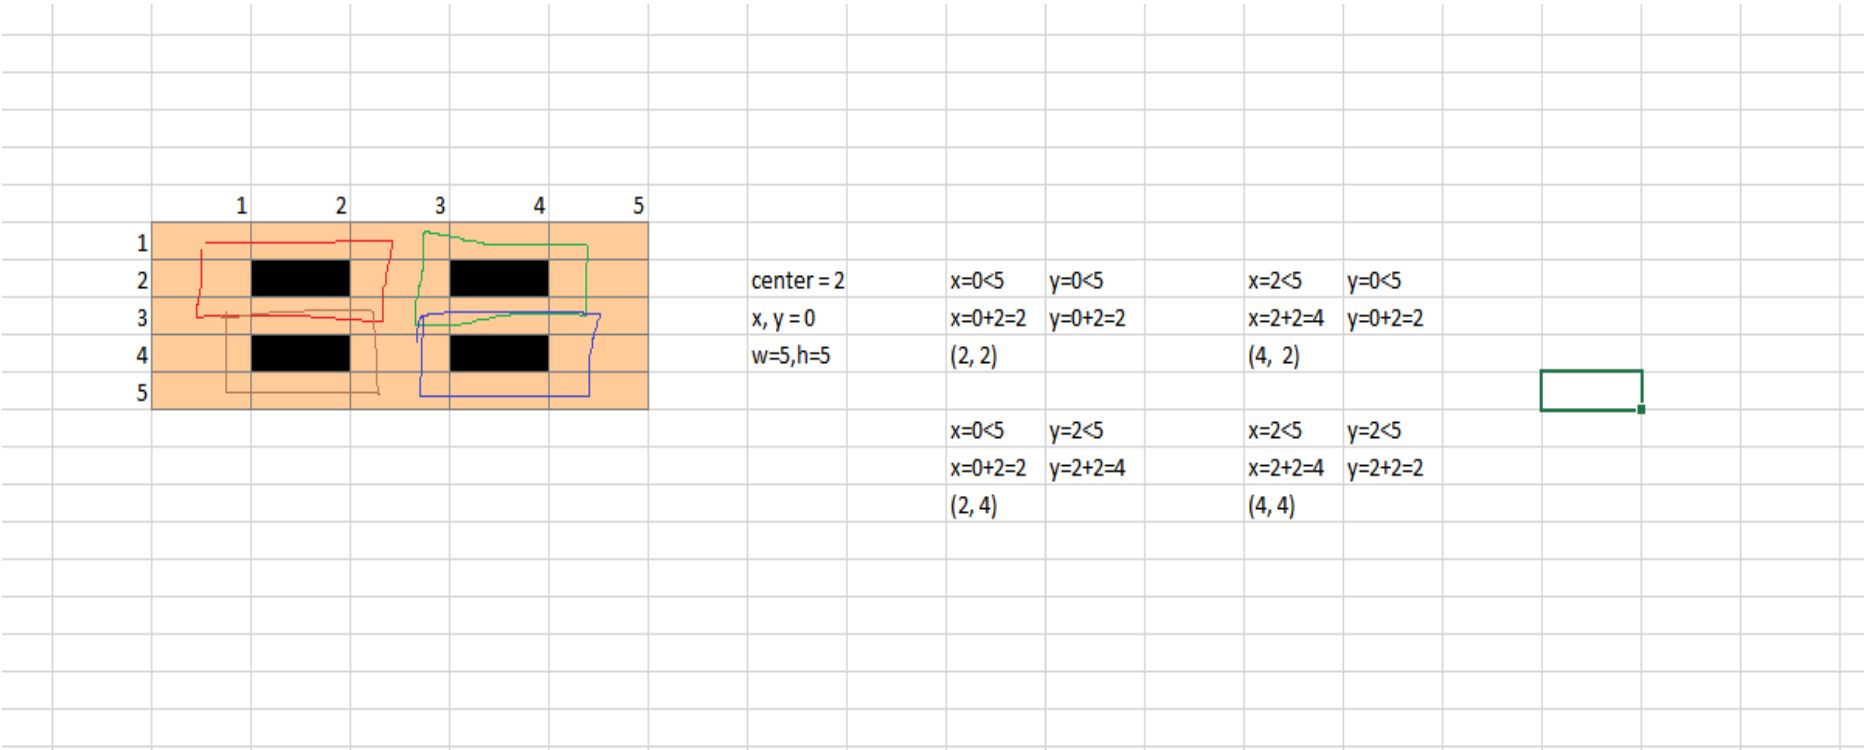 1 2 3 4 5
1
2 center = 2 x=0<5 y=0<5 x=2<5 y=0<5
3 x, y = 0 x=0+2=2 y=0+2=2 x=2+2=4 y=0+2=2
4 w=5,h=5 (2, 2) (4, 2)
5
x=0<5 y=2<5 x=2<5 y=2<5
x=0+2=2 y=2+2=4 x=2+2=4 y=2+2=2
(2, 4) (4, 4)